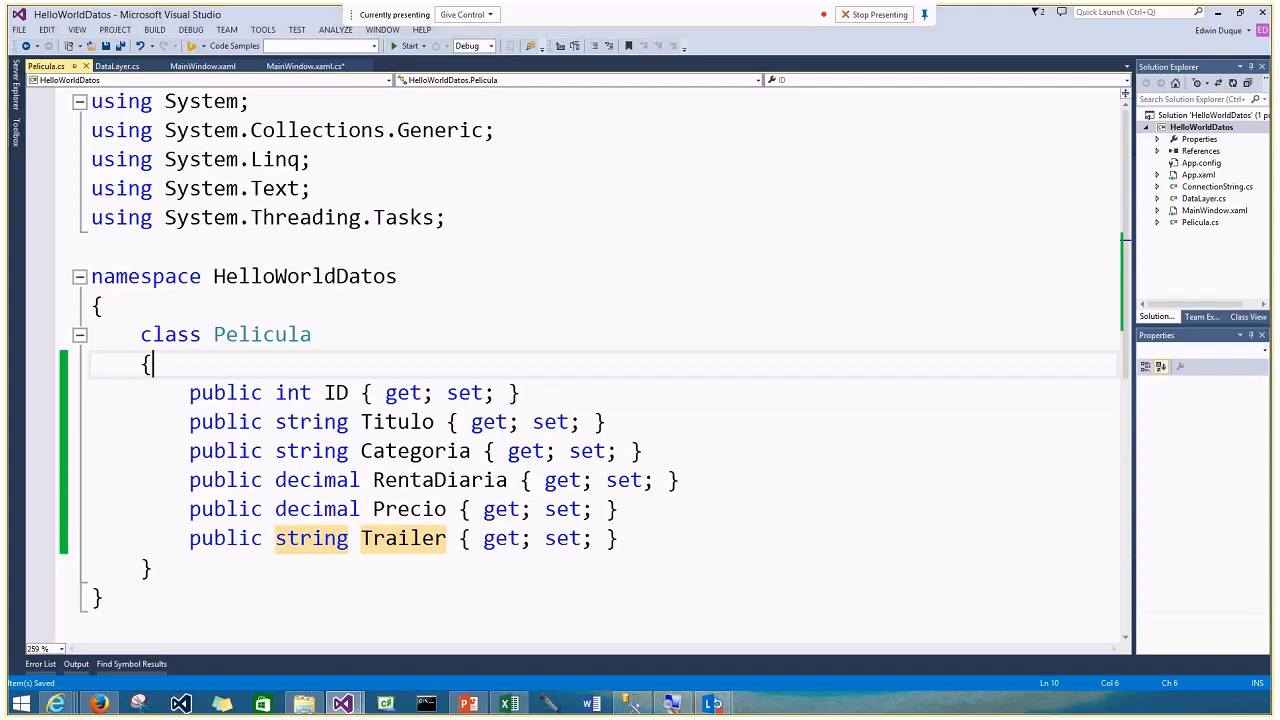 HelloWorldDatos - Microsoft Visual Studio
Currently presenting Give Control Stop Presenting
2 Quick Launch (Ctrl+Q)
FILE EDIT VIEW PROJECT BUILD DEBUG TEAM TOOLS TEST ANALYZE WINDOW HELP
Edwin Duque ED
Code Samples Start Debug
Pelicula.cs DataLayer.cs MainWindow.xaml MainWindow.xaml.cs*
HelloWorldDatos HelloWorldDatos.Pelicula ID
Server Explorer
Toolbox
using System;
using System.Collections.Generic;
using System.Linq;
using System.Text;
using System.Threading.Tasks;
namespace HelloWorldDatos
{
class Pelicula
{
public int ID { get; set; }
public string Titulo { get; set; }
public string Categoria { get; set; }
public decimal RentaDiaria { get; set; }
public decimal Precio { get; set; }
public string Trailer { get; set; }
}
}
Solution Explorer
Search Solution Explorer (Ctrl+
Solution 'HelloWorldDatos' (1 p
HelloWorldDatos
Properties
References
App.config
App.xaml
ConnectionString.cs
DataLayer.cs
MainWindow.xaml
Pelicula.cs
Solution... Team Ex... Class View
Properties
259 %
Error List Output Find Symbol Results
Item(s) Saved Ln 10 Col 6 Ch 6 INS